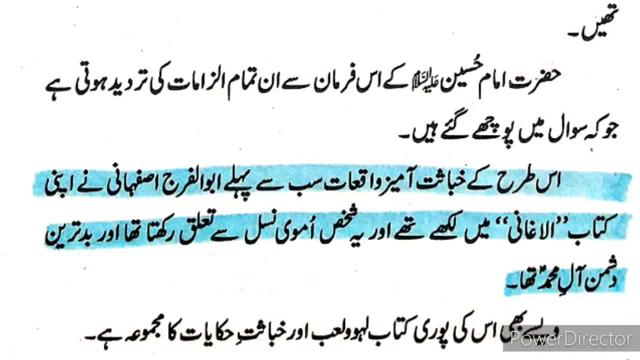 تھیں۔
حضرت امام حُسین علیہ السلام کے اس فرمان سے ان تمام الزامات کی تردید ہوتی ہے
جو کہ سوال میں پوچھے گئے ہیں۔
اس طرح کے خباثت آمیز واقعات سب سے پہلے ابوالفرج اصفہانی نے اپنی
کتاب ”الاغانی“ میں لکھے تھے اور یہ شخص اُموی نسل سے تعلق رکھتا تھا اور بدترین
دشمن آلِ محمدؐ تھا۔
ویسے بھی اس کی پوری کتاب لہو ولعب اور خباثتِ حکایات کا مجموعہ ہے۔
PowerDirector